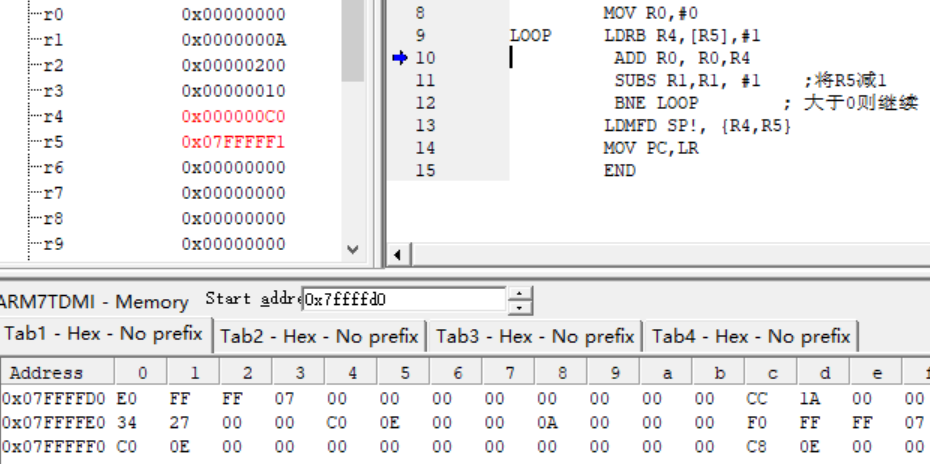 r0 0x00000000
r1 0x0000000A
r2 0x00000200
r3 0x00000010
r4 0x000000C0
r5 0x07FFFFF1
r6 0x00000000
r7 0x00000000
r8 0x00000000
r9 0x00000000
8 MOV R0,#0
9 LOOP LDRB R4,[R5],#1
10 ADD R0, R0,R4
11 SUBS R1,R1, #1 ;将R5减1
12 BNE LOOP ; 大于0则继续
13 LDMFD SP!, {R4,R5}
14 MOV PC,LR
15 END
ARM7TDMI - Memory Start addre 0x7ffffd0
Tab1 - Hex - No prefix Tab2 - Hex - No prefix Tab3 - Hex - No prefix Tab4 - Hex - No prefix
Address 0 1 2 3 4 5 6 7 8 9 a b c d e f
0x07FFFFD0 E0 FF FF 07 00 00 00 00 00 00 00 00 CC 1A 00 00
0x07FFFFE0 34 27 00 00 C0 0E 00 00 0A 00 00 00 F0 FF FF 07
0x07FFFFF0 C0 0E 00 00 00 00 00 00 00 00 00 00 C8 0E 00 00